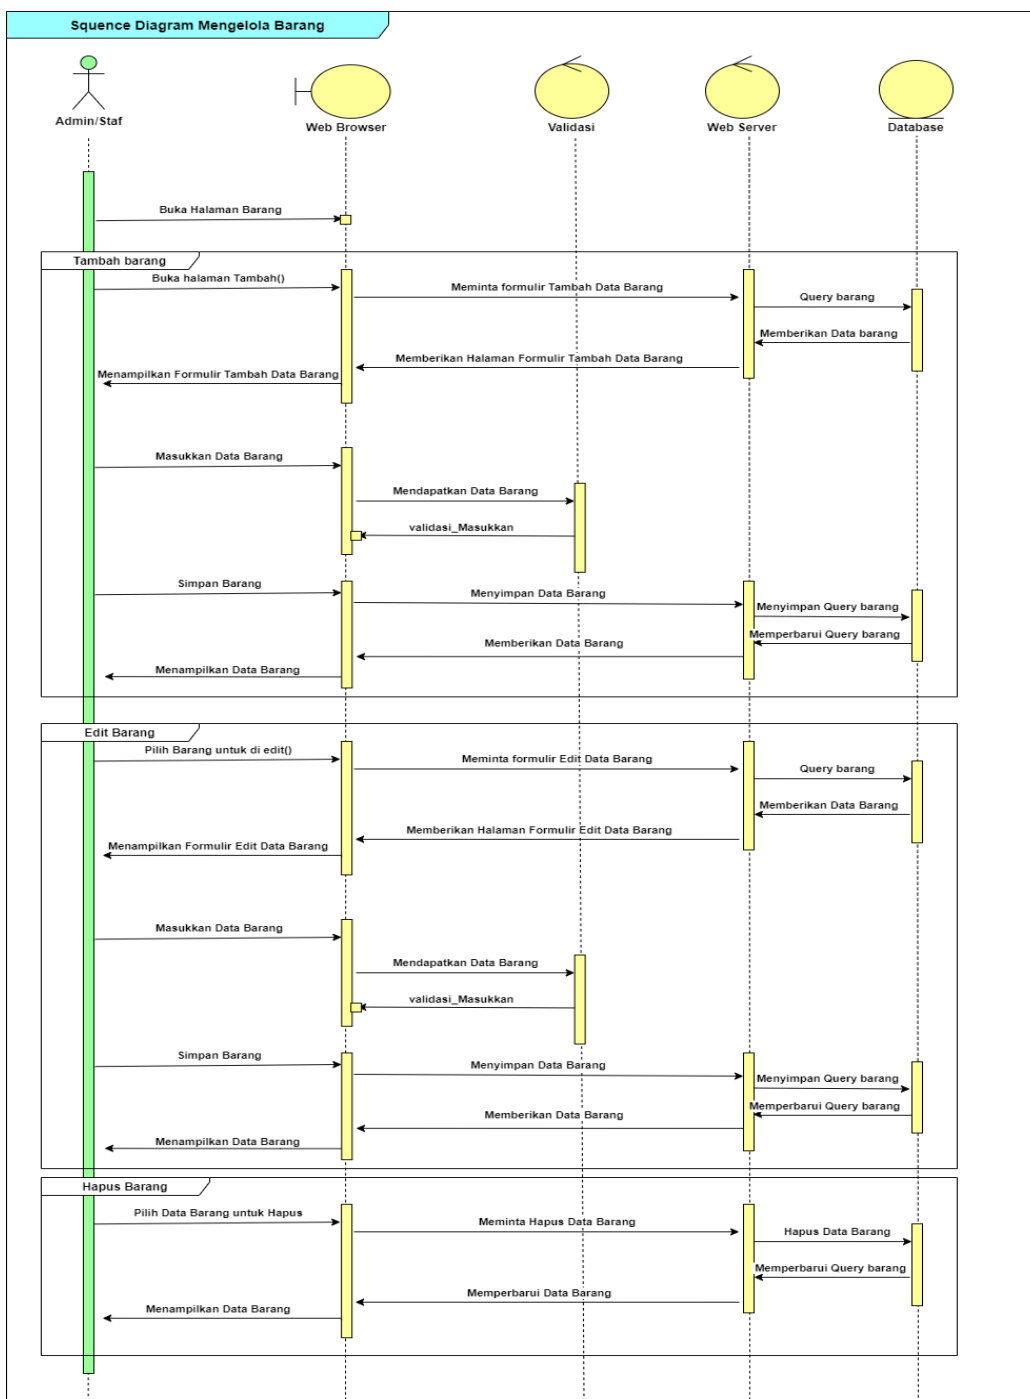 Squence Diagram Mengelola Barang
Admin/Staf
Web Browser
Validasi
Web Server
Database
Buka Halaman Barang
Tambah barang
Buka halaman Tambah()
Meminta formulir Tambah Data Barang
Query barang
Memberikan Data barang
Memberikan Halaman Formulir Tambah Data Barang
Menampilkan Formulir Tambah Data Barang
Masukkan Data Barang
Mendapatkan Data Barang
validasi_Masukkan
Simpan Barang
Menyimpan Data Barang
Menyimpan Query barang
Memperbarui Query barang
Memberikan Data Barang
Menampilkan Data Barang
Edit Barang
Pilih Barang untuk di edit()
Meminta formulir Edit Data Barang
Query barang
Memberikan Data Barang
Memberikan Halaman Formulir Edit Data Barang
Menampilkan Formulir Edit Data Barang
Masukkan Data Barang
Mendapatkan Data Barang
validasi_Masukkan
Simpan Barang
Menyimpan Data Barang
Menyimpan Query barang
Memperbarui Query barang
Memberikan Data Barang
Menampilkan Data Barang
Hapus Barang
Pilih Data Barang untuk Hapus
Meminta Hapus Data Barang
Hapus Data Barang
Memperbarui Query barang
Memperbarui Data Barang
Menampilkan Data Barang